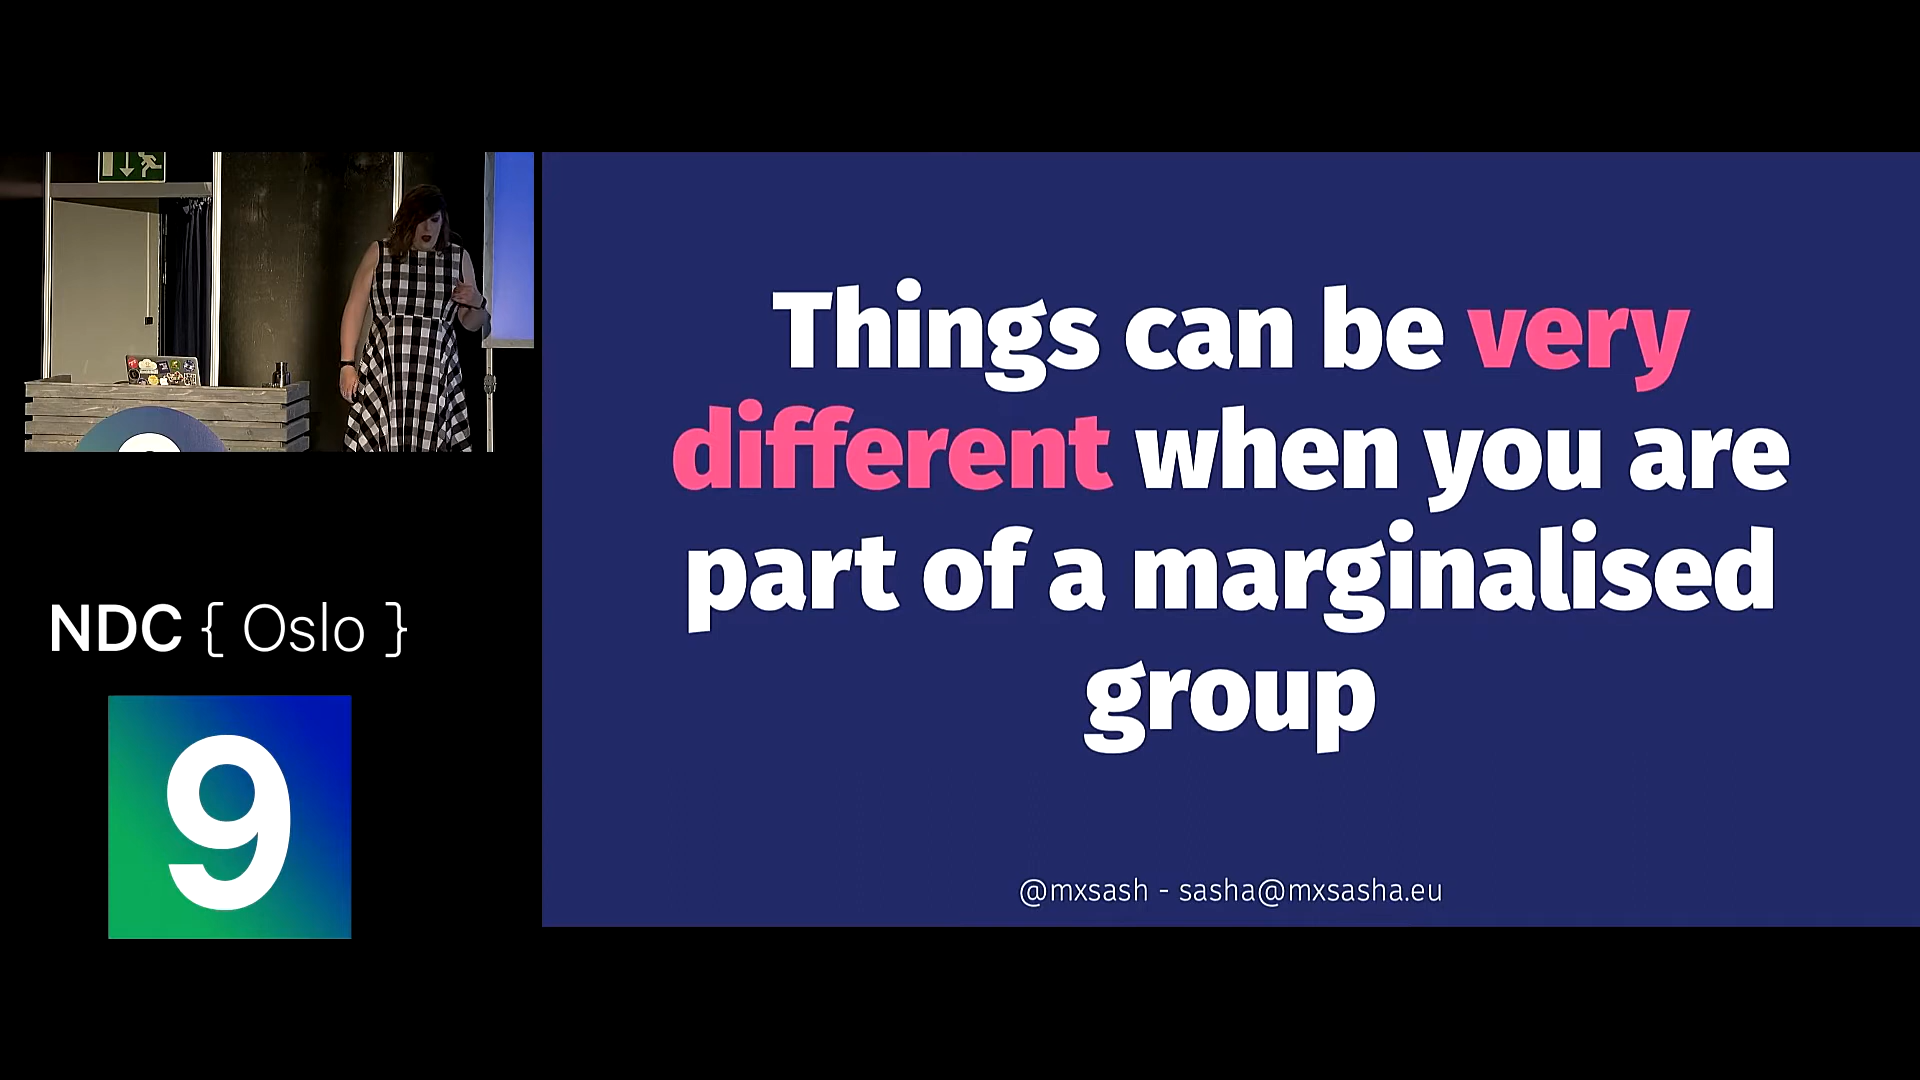 Things can be very
different when you are
part of a marginalised
group
@mxsash - sasha@mxsasha.eu
NDC { Oslo }
9